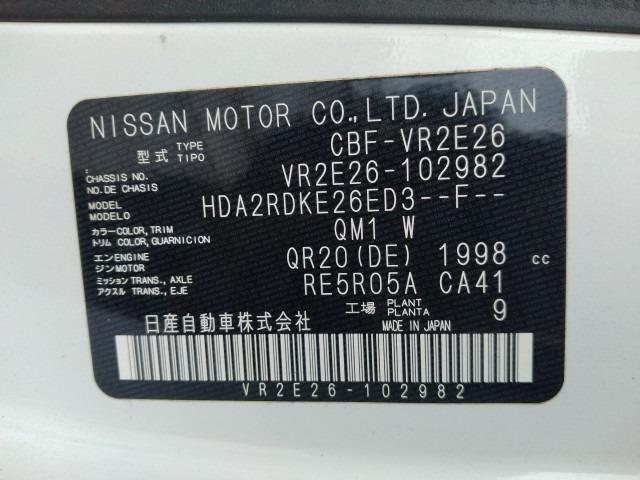 NISSAN MOTOR CO.,LTD. JAPAN
型式 TYPE TIPO CBF-VR2E26
CHASSIS NO. NO. DE CHASIS VR2E26-102982
MODEL MODELO HDA2RDKE26ED3--F--
カラー COLOR, TRIM トリム COLOR, GUARNICION QM1 W
エンジン ENGINE MOTOR QR20(DE) 1998 cc
ミッション TRANS., AXLE アクスル TRANS., EJE RE5R05A CA41
工場 PLANT PLANTA 9
日産自動車株式会社 MADE IN JAPAN
VR2E26-102982